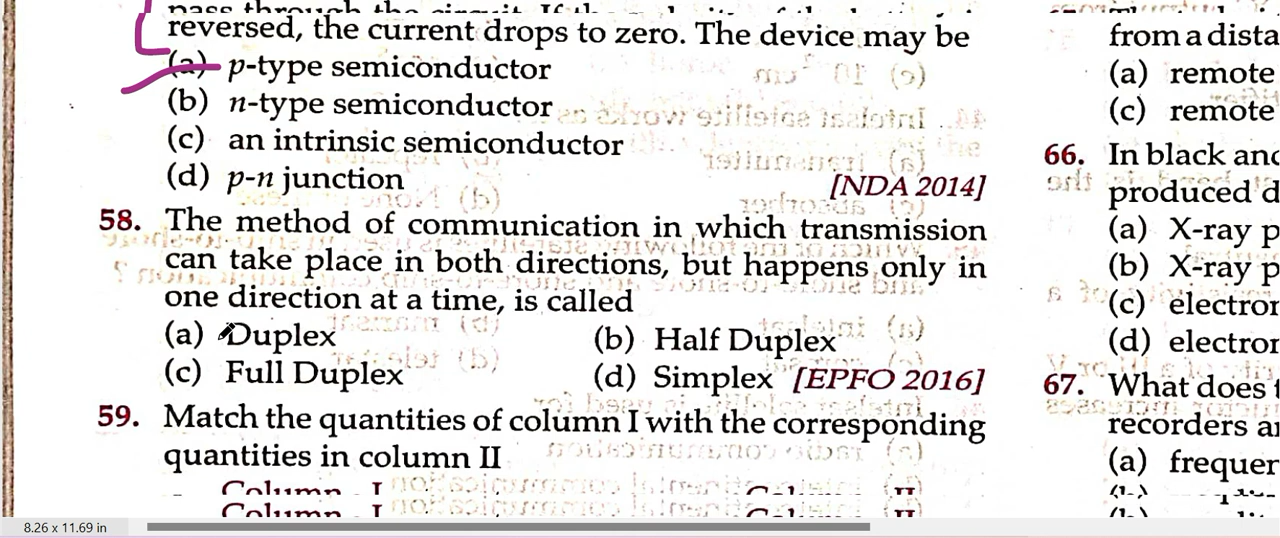 reversed, the current drops to zero. The device may be
(a) p-type semiconductor
(b) n-type semiconductor
(c) an intrinsic semiconductor
(d) p-n junction [NDA 2014]
58. The method of communication in which transmission
can take place in both directions, but happens only in
one direction at a time, is called
(a) Duplex (b) Half Duplex
(c) Full Duplex (d) Simplex [EPFO 2016]
59. Match the quantities of column I with the corresponding
quantities in column II
Column I
from a dista
(a) remote
(c) remote
66. In black and
produced d
(a) X-ray p
(b) X-ray p
(c) electron
(d) electron
67. What does t
recorders a
(a) frequen
8.26 x 11.69 in